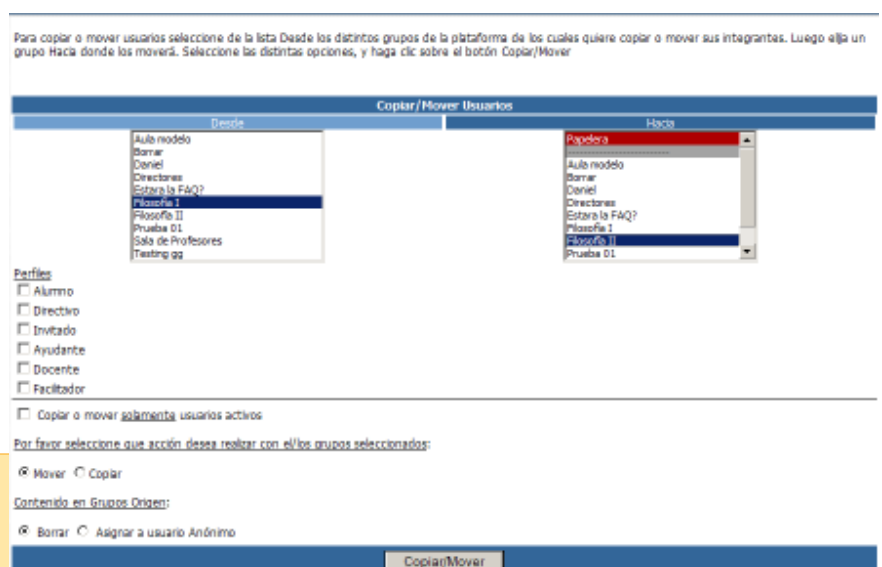 Para copiar o mover usuarios seleccione de la lista Desde los distintos grupos de la plataforma de los cuales quiere copiar o mover sus integrantes. Luego elija un
grupo Hacia donde los moverá. Seleccione las distintas opciones, y haga clic sobre el botón Copiar/Mover
Copiar/Mover Usuarios
Desde
Hacia
Aula modelo
Borrar
Daniel
Directores
Estara la FAQ?
Filosofía I
Filosofía II
Prueba 01
Sala de Profesores
Testing gg
Papelera
Aula modelo
Borrar
Daniel
Directores
Estara la FAQ?
Filosofía I
Filosofía II
Prueba 01
Perfiles
Alumno
Directivo
Invitado
Ayudante
Docente
Facilitador
Copiar o mover solamente usuarios activos
Por favor seleccione que acción desea realizar con el/los grupos seleccionados:
Mover Copiar
Contenido en Grupos Origen:
Borrar Asignar a usuario Anónimo
Copiar/Mover